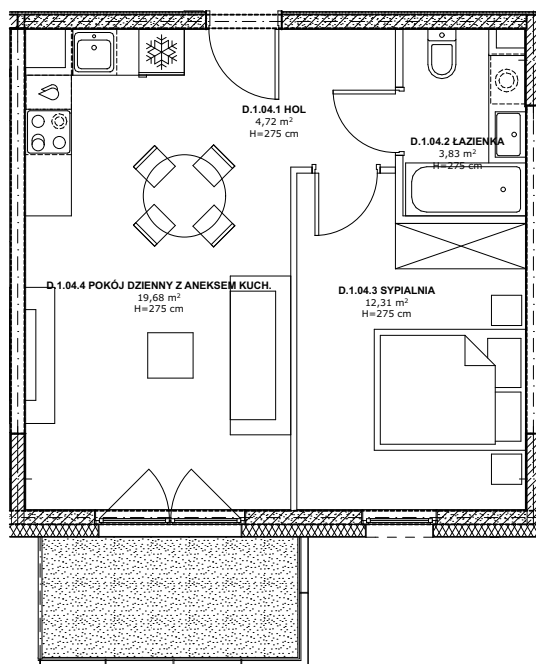 D.1.04.1 HOL
4,72 m²
H=275 cm
D.1.04.2 ŁAZIENKA
3,83 m²
H=275 cm
D.1.04.4 POKÓJ DZIENNY Z ANEKSEM KUCH.
19,68 m²
H=275 cm
D.1.04.3 SYPIALNIA
12,31 m²
H=275 cm